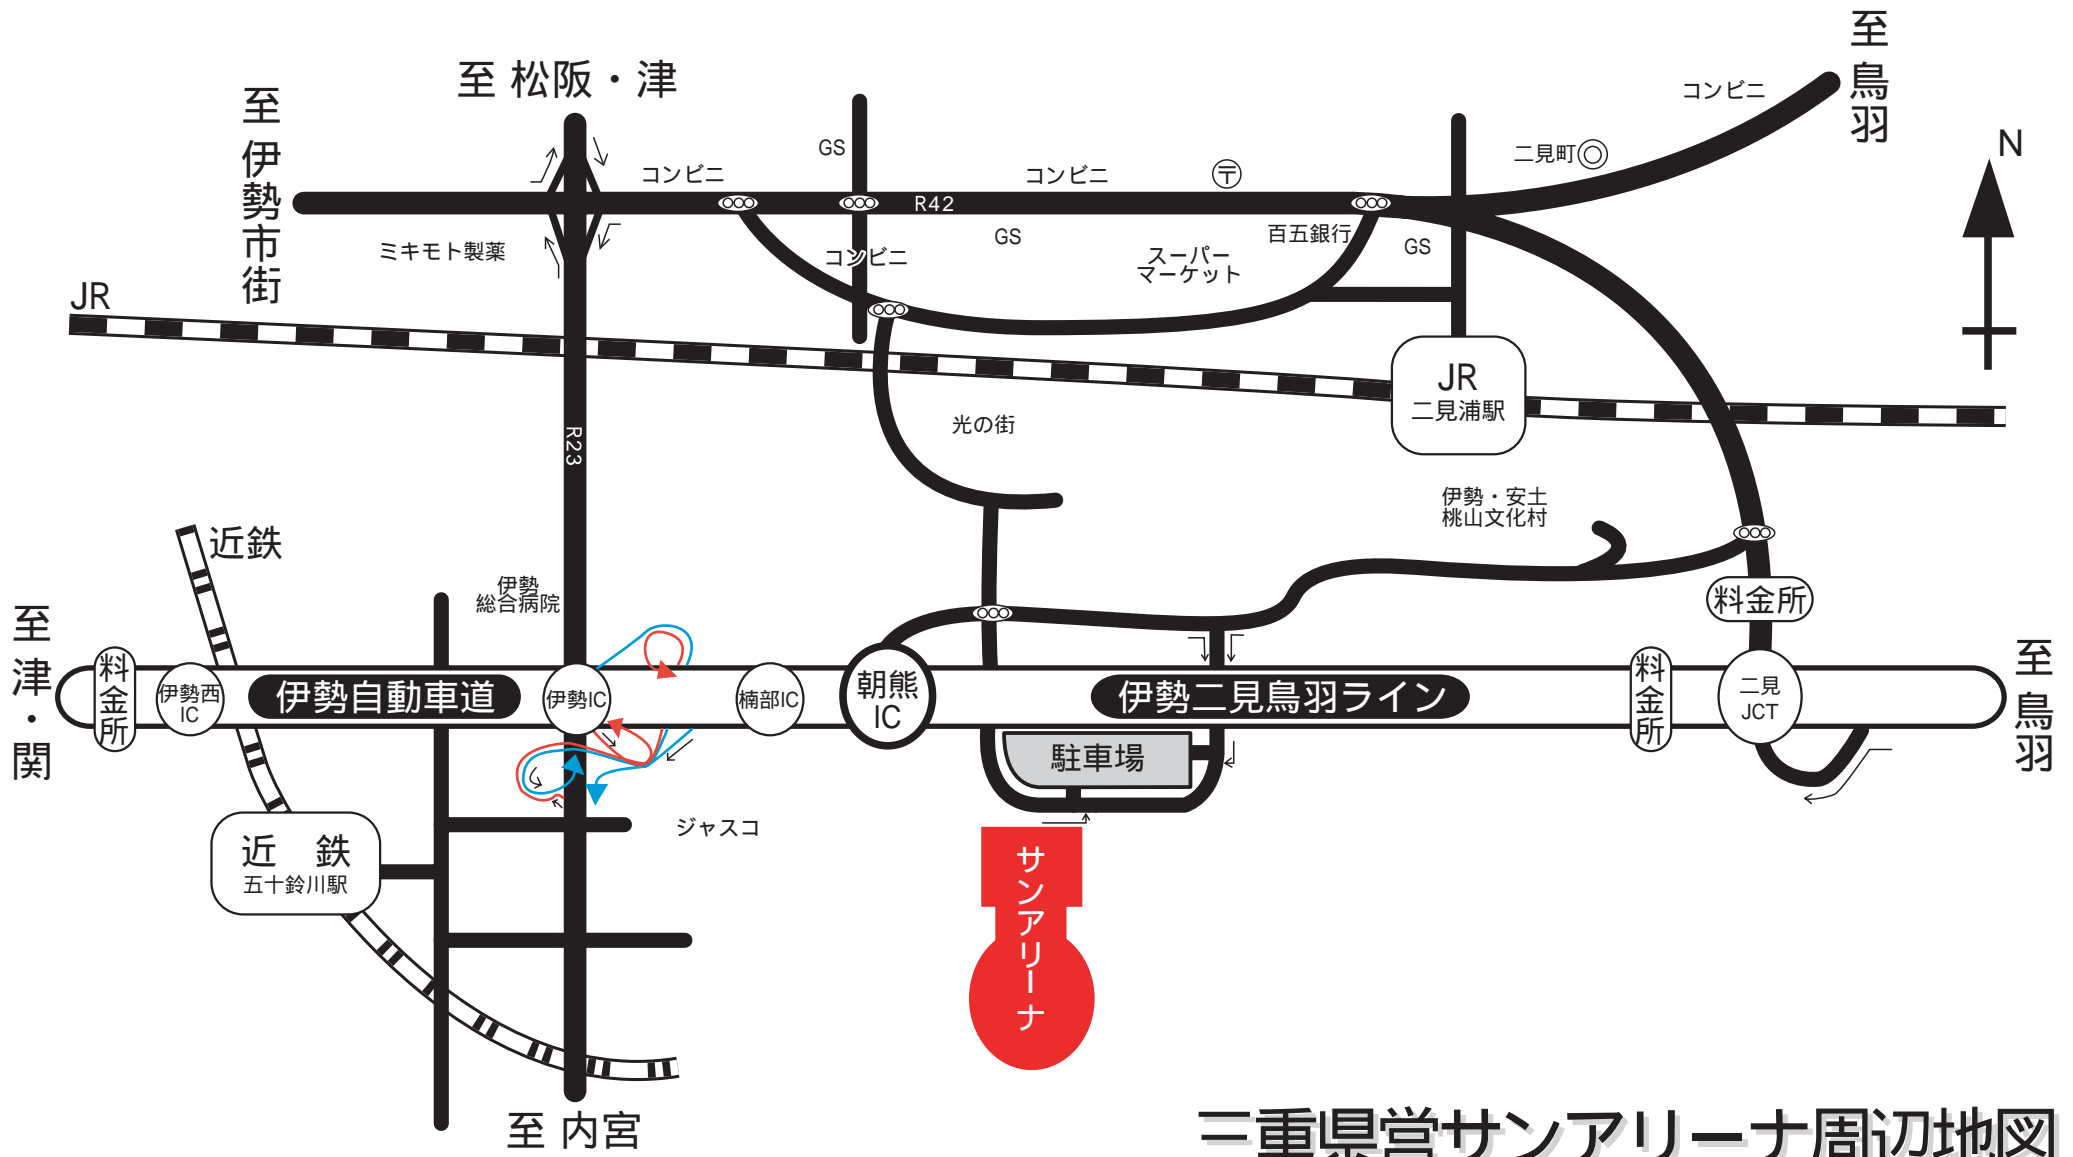 至 鳥羽
コンビニ
至 松阪・津
至 伊勢市街
GS
N
二見町
コンビニ
コンビニ
〒
R42
GS
百五銀行
GS
ミキモト製薬
コンビニ
スーパー
マーケット
JR
JR
二見浦駅
光の街
R23
伊勢・安土
桃山文化村
近鉄
伊勢
総合病院
料金所
至 津・関
料金所
伊勢西
IC
伊勢自動車道
伊勢IC
楠部IC
朝熊
IC
伊勢二見鳥羽ライン
料金所
二見
JCT
至 鳥羽
駐車場
ジャスコ
近 鉄
五十鈴川駅
サンアリーナ
至 内宮
三重県営サンアリーナ周辺地図